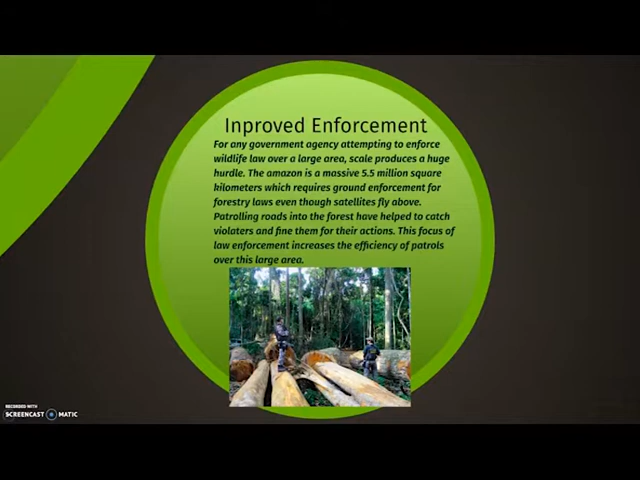 Inproved Enforcement
For any government agency attempting to enforce
wildlife law over a large area, scale produces a huge
hurdle. The amazon is a massive 5.5 million square
kilometers which requires ground enforcement for
forestry laws even though satellites fly above.
Patrolling roads into the forest have helped to catch
violaters and fine them for their actions. This focus of
law enforcement increases the efficiency of patrols
over this large area.
RECORDED WITH
SCREENCAST MATIC